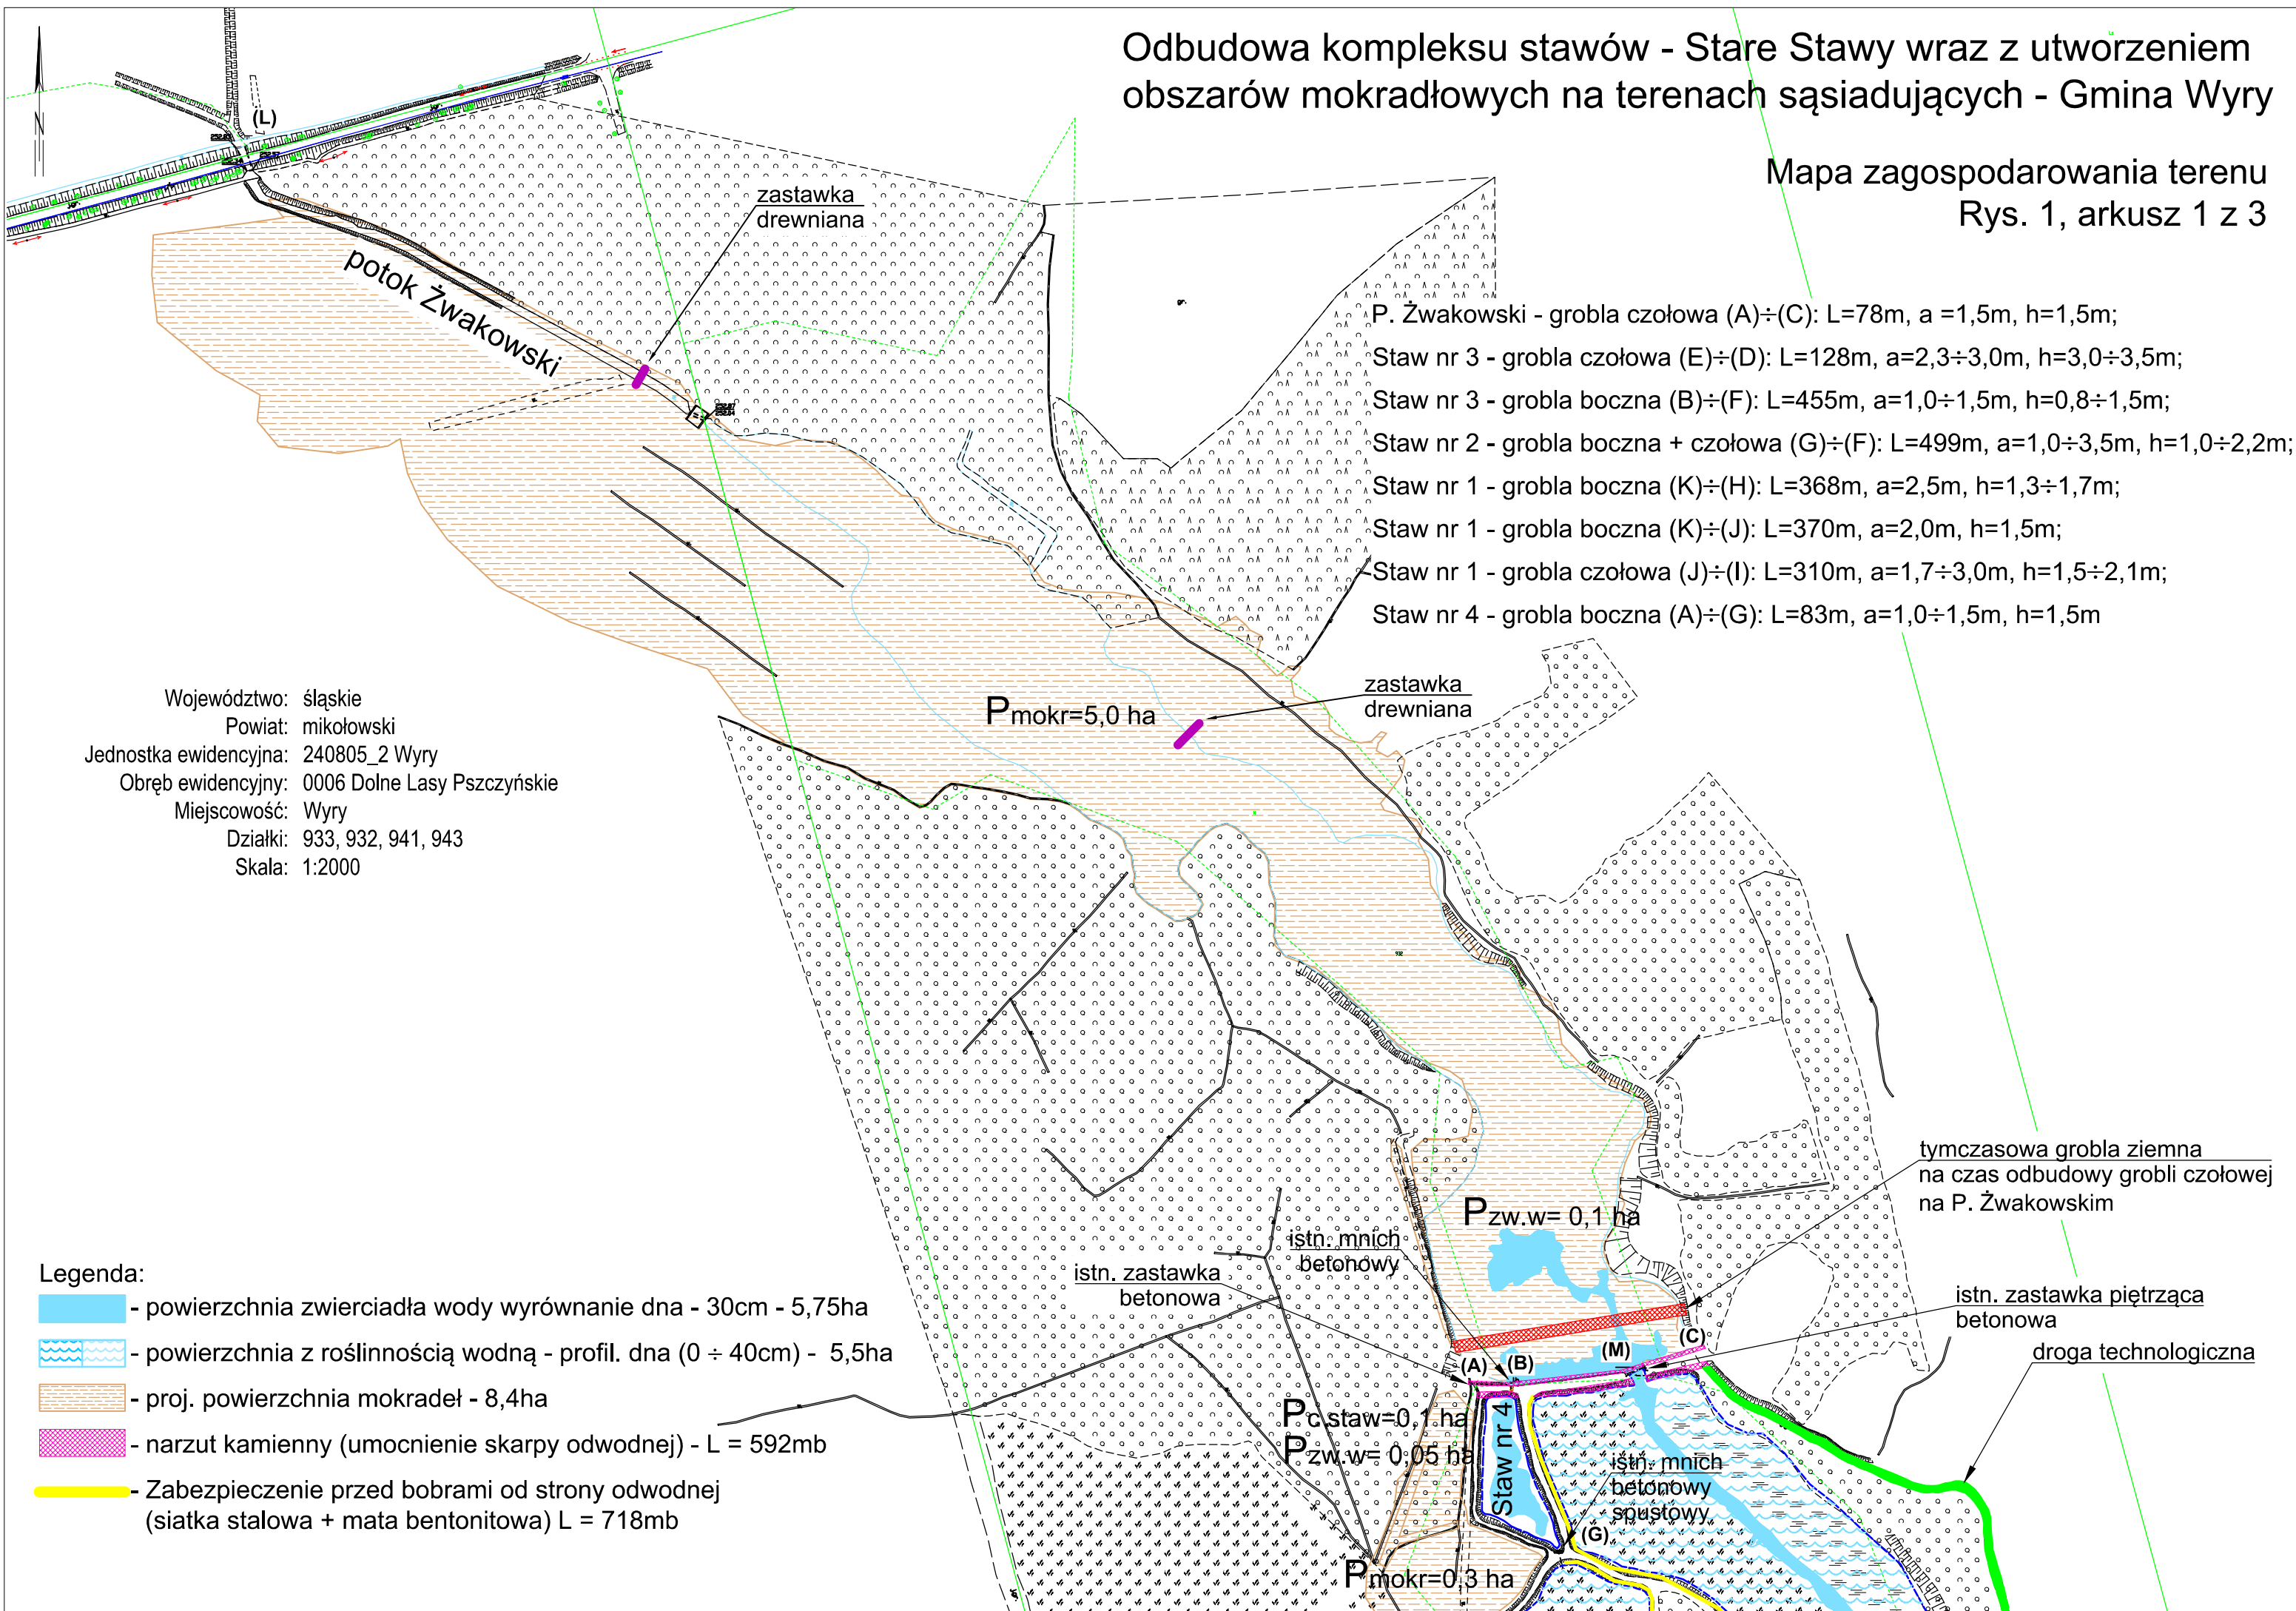 Odbudowa kompleksu stawów - Stare Stawy wraz z utworzeniem
obszarów mokradłowych na terenach sąsiadujących - Gmina Wyry
Mapa zagospodarowania terenu
Rys. 1, arkusz 1 z 3
N
(L)
zastawka
drewniana
potok Żwakowski
P. Żwakowski - grobla czołowa (A)÷(C): L=78m, a =1,5m, h=1,5m;
Staw nr 3 - grobla czołowa (E)÷(D): L=128m, a=2,3÷3,0m, h=3,0÷3,5m;
Staw nr 3 - grobla boczna (B)÷(F): L=455m, a=1,0÷1,5m, h=0,8÷1,5m;
Staw nr 2 - grobla boczna + czołowa (G)÷(F): L=499m, a=1,0÷3,5m, h=1,0÷2,2m;
Staw nr 1 - grobla boczna (K)÷(H): L=368m, a=2,5m, h=1,3÷1,7m;
Staw nr 1 - grobla boczna (K)÷(J): L=370m, a=2,0m, h=1,5m;
Staw nr 1 - grobla czołowa (J)÷(I): L=310m, a=1,7÷3,0m, h=1,5÷2,1m;
Staw nr 4 - grobla boczna (A)÷(G): L=83m, a=1,0÷1,5m, h=1,5m
zastawka
drewniana
Pmokr=5,0 ha
Województwo: śląskie
Powiat: mikołowski
Jednostka ewidencyjna: 240805_2 Wyry
Obręb ewidencyjny: 0006 Dolne Lasy Pszczyńskie
Miejscowość: Wyry
Działki: 933, 932, 941, 943
Skala: 1:2000
tymczasowa grobla ziemna
na czas odbudowy grobli czołowej
na P. Żwakowskim
Pzw.w= 0,1 ha
istn. mnich
betonowy
istn. zastawka
betonowa
istn. zastawka piętrząca
betonowa
droga technologiczna
(A)
(B)
(M)
(C)
Pc.staw=0,1 ha
Pzw.w= 0,05 ha
Staw nr 4
istn. mnich
betonowy
spustowy
(G)
Pmokr=0,3 ha
Legenda:
- powierzchnia zwierciadła wody wyrównanie dna - 30cm - 5,75ha
- powierzchnia z roślinnością wodną - profil. dna (0 ÷ 40cm) - 5,5ha
- proj. powierzchnia mokradeł - 8,4ha
- narzut kamienny (umocnienie skarpy odwodnej) - L = 592mb
- Zabezpieczenie przed bobrami od strony odwodnej
(siatka stalowa + mata bentonitowa) L = 718mb